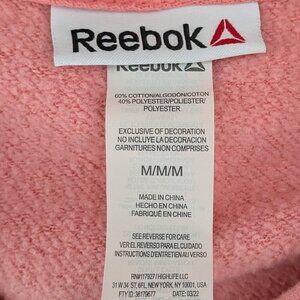 Reebok
Reebok
60% COTTON/ALGODÓN/COTON
40% POLYESTER/POLIESTER/
POLYESTER
EXCLUSIVE OF DECORATION
NO INCLUYE LA DECORACION
GARNITURES NON COMPRISES
M/M/M
MADE IN CHINA
HECHO EN CHINA
FABRIQUÉ EN CHINE
SEE REVERSE FOR CARE
VER EL REVERSO PARA EL CUIDADO
INSTRUCTIONS D'ENTRETIEN AU VERSO
RN#117927 / HIGHLIFE LLC
31 W 34 ST, 6FL, NEW YORK, NY 10001, USA
FTY ID: 36179677 DATE: 03/22